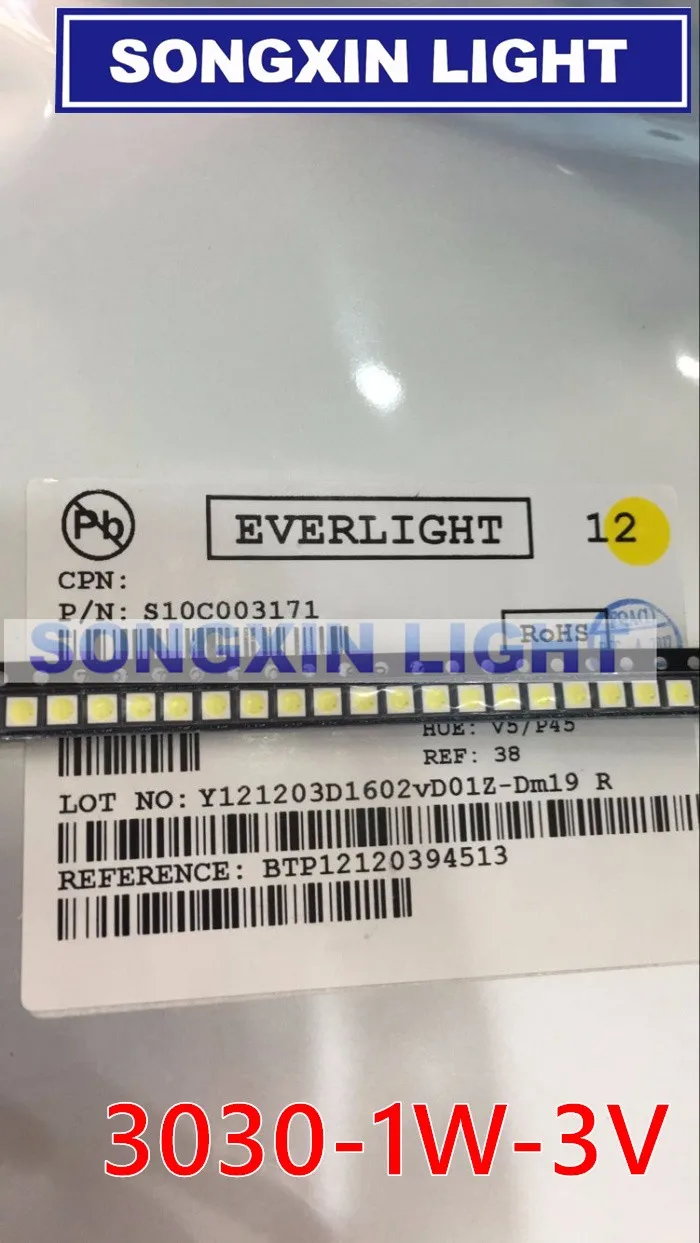 SONGXIN LIGHT
Pb
EVERLIGHT
12
CPN:
P/N: S10C003171
RoHS
SONGXIN LIGHT
HUE: V5/P45
REF: 38
LOT NO: Y121203D1602vD01Z-Dm19 R
REFERENCE: BTP12120394513
3030-1W-3V